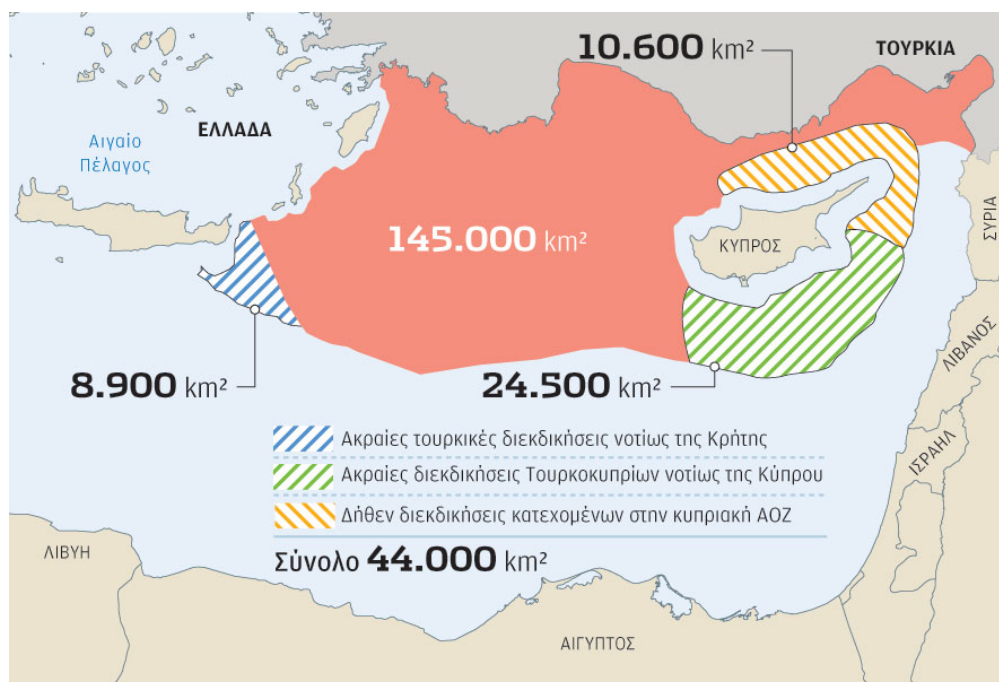 10.600 km²
ΤΟΥΡΚΙΑ
ΕΛΛΑΔΑ
Αιγαίο
Πέλαγος
145.000 km²
ΚΥΠΡΟΣ
ΣΥΡΙΑ
8.900 km²
24.500 km²
ΛΙΒΑΝΟΣ
Ακραίες τουρκικές διεκδικήσεις νοτίως της Κρήτης
Ακραίες διεκδικήσεις Τουρκοκυπρίων νοτίως της Κύπρου
ΙΣΡΑΗΛ
Δήθεν διεκδικήσεις κατεχομένων στην κυπριακή ΑΟΖ
ΛΙΒΥΗ
Σύνολο 44.000 km²
ΑΙΓΥΠΤΟΣ